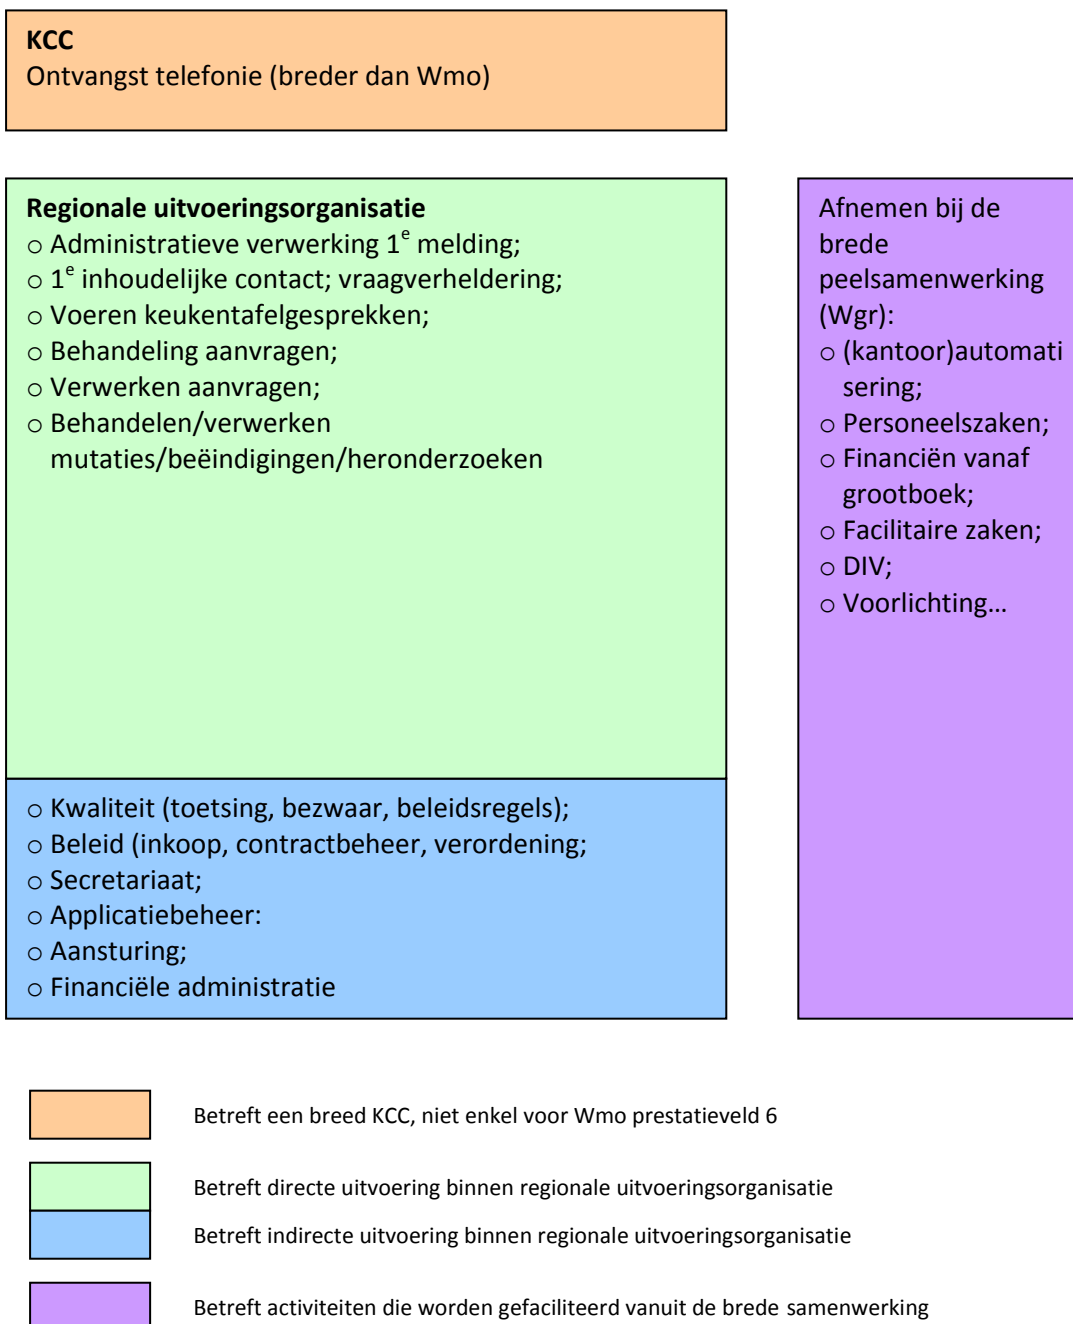 KCC
Ontvangst telefonie (breder dan Wmo)
Regionale uitvoeringsorganisatie
o Administratieve verwerking 1e melding;
o 1e inhoudelijke contact; vraagverheldering;
o Voeren keukentafelgesprekken;
o Behandeling aanvragen;
o Verwerken aanvragen;
o Behandelen/verwerken
mutaties/beëindigingen/heronderzoeken
o Kwaliteit (toetsing, bezwaar, beleidsregels);
o Beleid (inkoop, contractbeheer, verordening;
o Secretariaat;
o Applicatiebeheer:
o Aansturing;
o Financiële administratie
Afnemen bij de
brede
peelsamenwerking
(Wgr):
o (kantoor)automati
sering;
o Personeelszaken;
o Financiën vanaf
grootboek;
o Facilitaire zaken;
o DIV;
o Voorlichting…
Betreft een breed KCC, niet enkel voor Wmo prestatieveld 6
Betreft directe uitvoering binnen regionale uitvoeringsorganisatie
Betreft indirecte uitvoering binnen regionale uitvoeringsorganisatie
Betreft activiteiten die worden gefaciliteerd vanuit de brede samenwerking